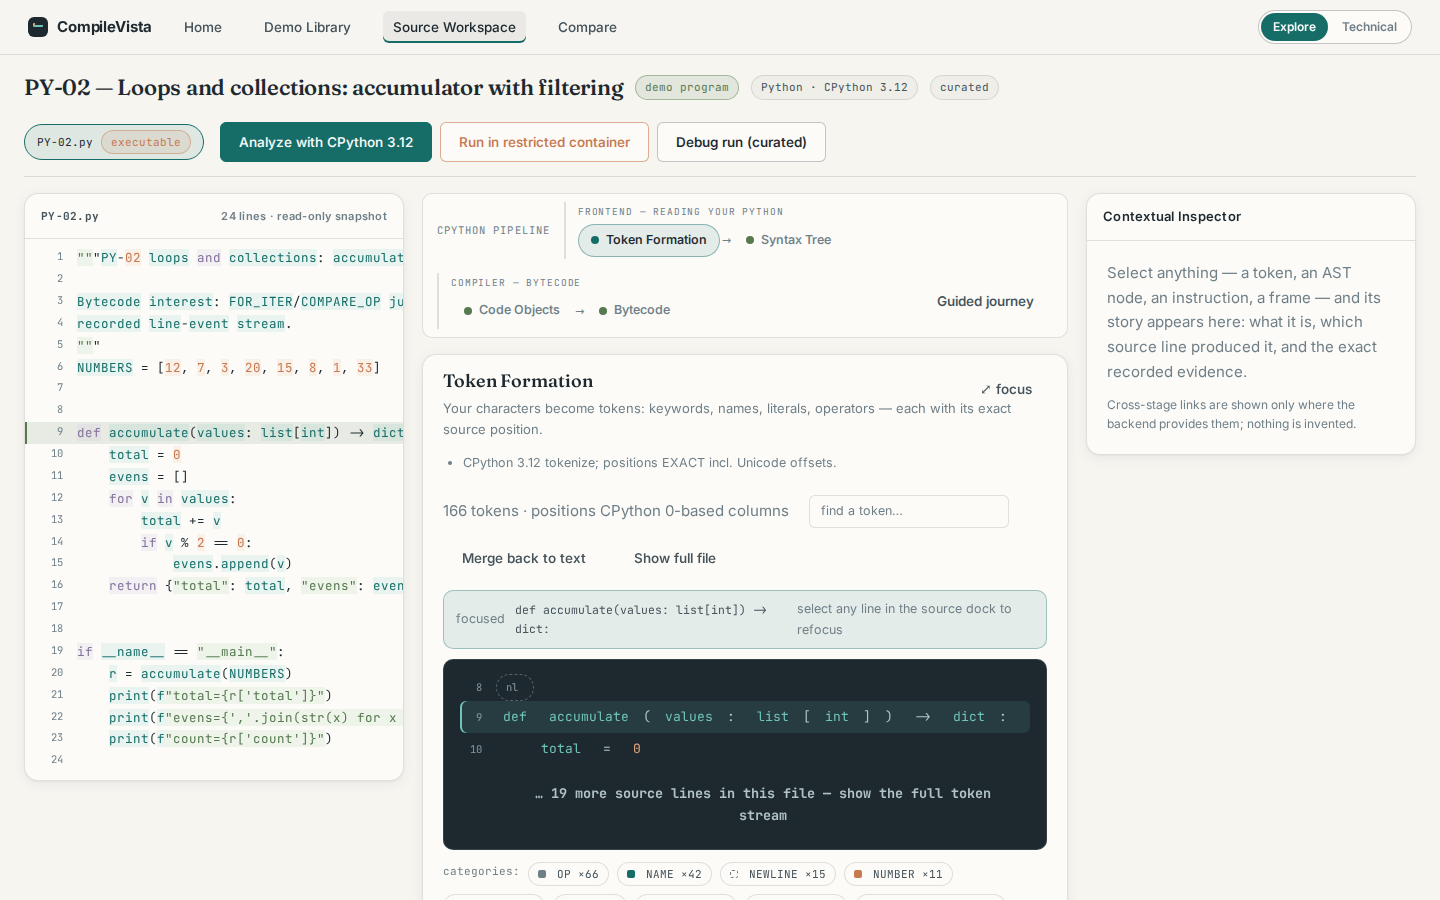 CompileVista Home Demo Library Source Workspace Compare Explore Technical
PY-02 — Loops and collections: accumulator with filtering demo program Python · CPython 3.12 curated
PY-02.py executable Analyze with CPython 3.12 Run in restricted container Debug run (curated)
PY-02.py 24 lines · read-only snapshot
1 """PY-02 loops and collections: accumulat
2
3 Bytecode interest: FOR_ITER/COMPARE_OP ju
4 recorded line-event stream.
5 """
6 NUMBERS = [12, 7, 3, 20, 15, 8, 1, 33]
7
8
9 def accumulate(values: list[int]) -> dict
10 total = 0
11 evens = []
12 for v in values:
13 total += v
14 if v % 2 == 0:
15 evens.append(v)
16 return {"total": total, "evens": even
17
18
19 if __name__ == "__main__":
20 r = accumulate(NUMBERS)
21 print(f"total={r['total']}")
22 print(f"evens={','.join(str(x) for x
23 print(f"count={r['count']}")
24
CPYTHON PIPELINE
FRONTEND — READING YOUR PYTHON
Token Formation → Syntax Tree
COMPILER — BYTECODE
Code Objects → Bytecode
Guided journey
Token Formation
⤢ focus
Your characters become tokens: keywords, names, literals, operators — each with its exact
source position.
• CPython 3.12 tokenize; positions EXACT incl. Unicode offsets.
166 tokens · positions CPython 0-based columns find a token…
Merge back to text Show full file
focused def accumulate(values: list[int]) -> dict: select any line in the source dock to refocus
8 nl
9 def accumulate ( values : list [ int ] ) -> dict :
10 total = 0
… 19 more source lines in this file — show the full token
stream
categories: OP ×66 NAME ×42 NEWLINE ×15 NUMBER ×11
Contextual Inspector
Select anything — a token, an AST
node, an instruction, a frame — and its
story appears here: what it is, which
source line produced it, and the exact
recorded evidence.
Cross-stage links are shown only where the
backend provides them; nothing is invented.